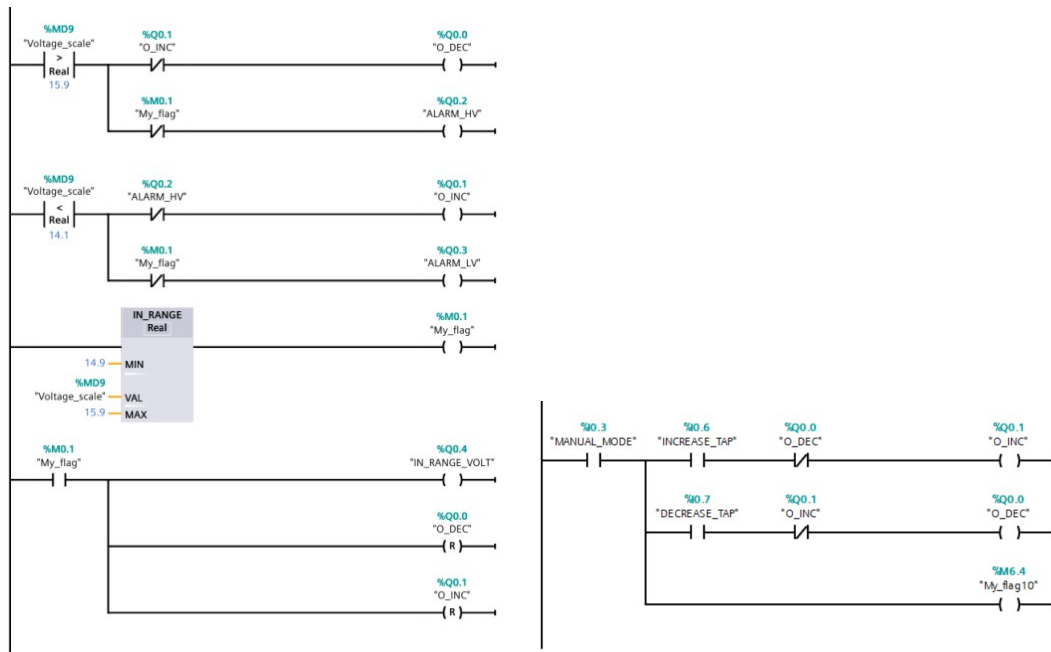 %MD9
"Voltage_scale"
>
Real
15.9
%Q0.1
"O_INC"
%Q0.0
"O_DEC"
%M0.1
"My_flag"
%Q0.2
"ALARM_HV"
%MD9
"Voltage_scale"
<
Real
14.1
%Q0.2
"ALARM_HV"
%Q0.1
"O_INC"
%M0.1
"My_flag"
%Q0.3
"ALARM_LV"
IN_RANGE
Real
%M0.1
"My_flag"
14.9 MIN
%MD9
"Voltage_scale" VAL
15.9 MAX
%M0.1
"My_flag"
%Q0.4
"IN_RANGE_VOLT"
%Q0.0
"O_DEC"
R
%Q0.1
"O_INC"
R
%I0.3
"MANUAL_MODE"
%I0.6
"INCREASE_TAP"
%Q0.0
"O_DEC"
%Q0.1
"O_INC"
%I0.7
"DECREASE_TAP"
%Q0.1
"O_INC"
%Q0.0
"O_DEC"
%M6.4
"My_flag10"